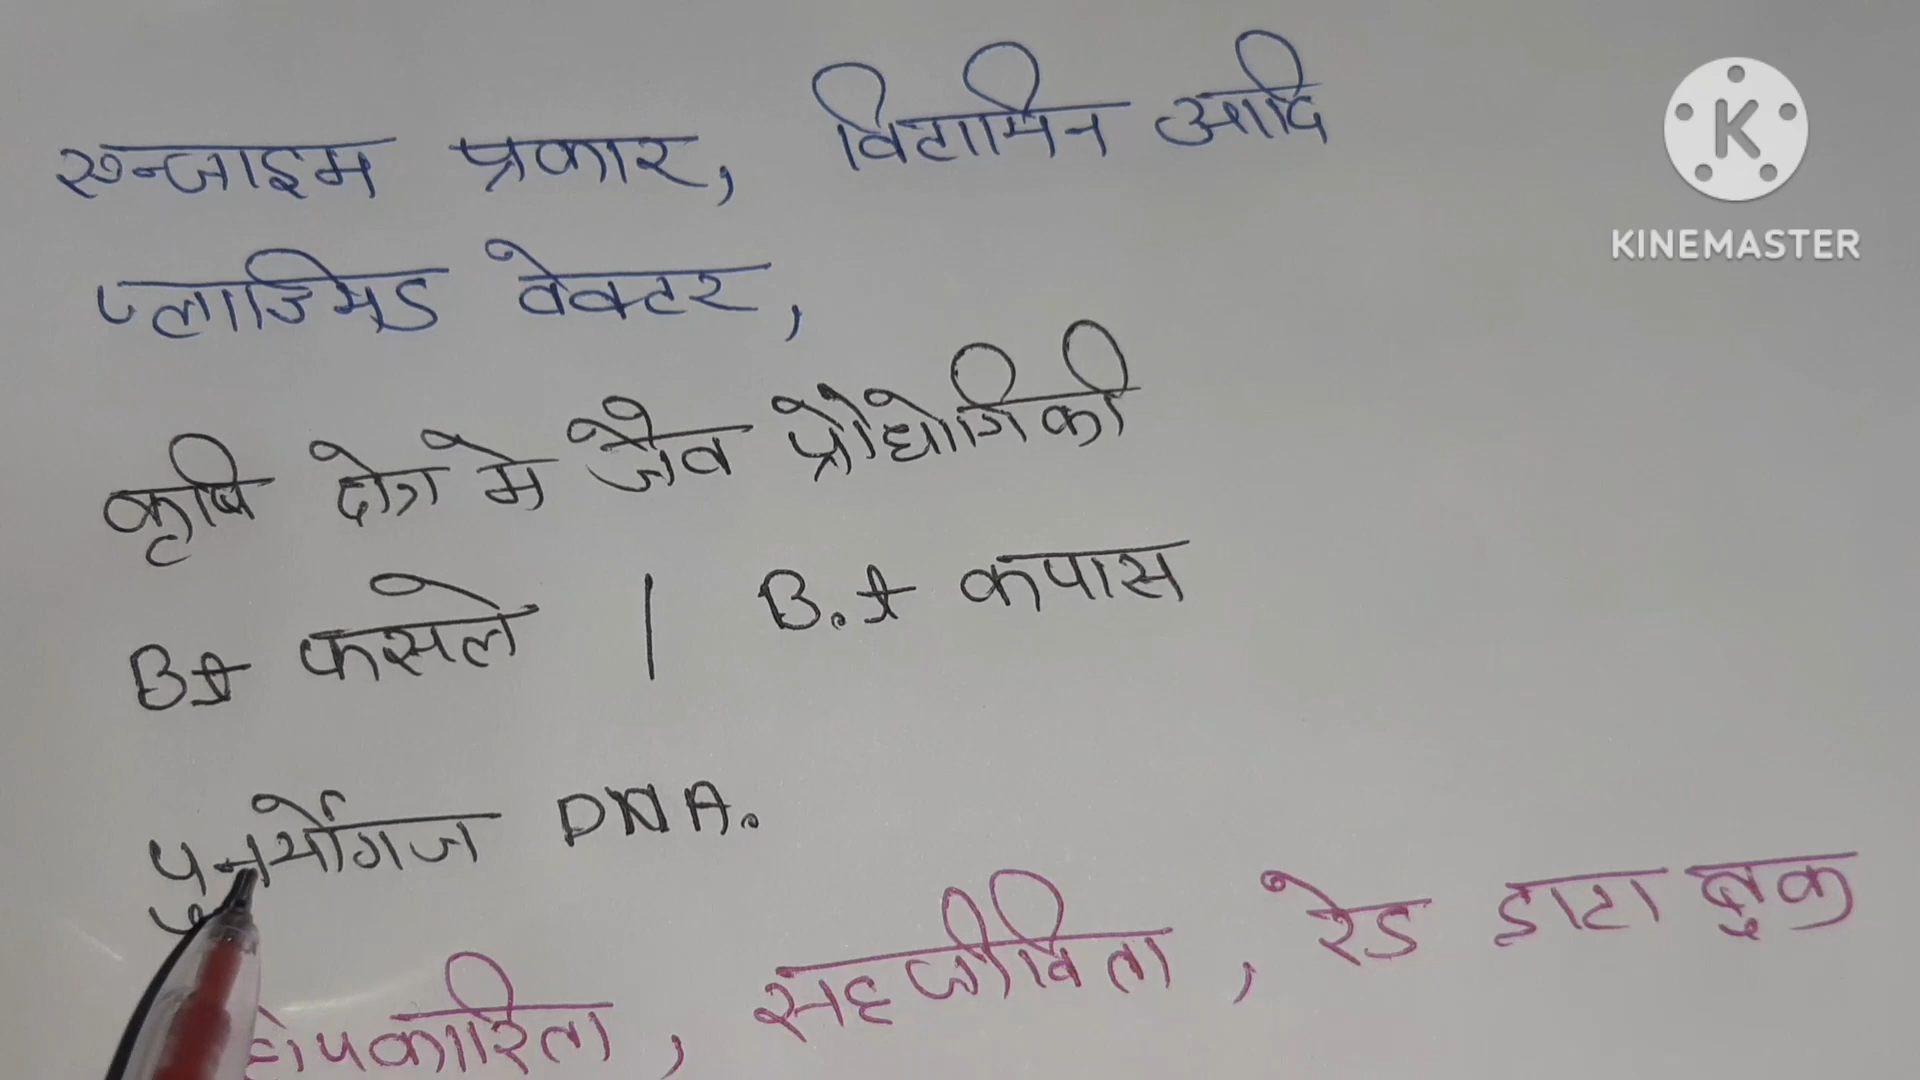 एन्जाइम प्रकार, विटामिन आदि
प्लाज्मिड वेक्टर,
कृषि क्षेत्र मे जैव प्रौधोगिकी
Bt फसले | B.t कपास
पुनर्योगज DNA.
सहजीविता, रेड डाटा बुक
K
KINEMASTER